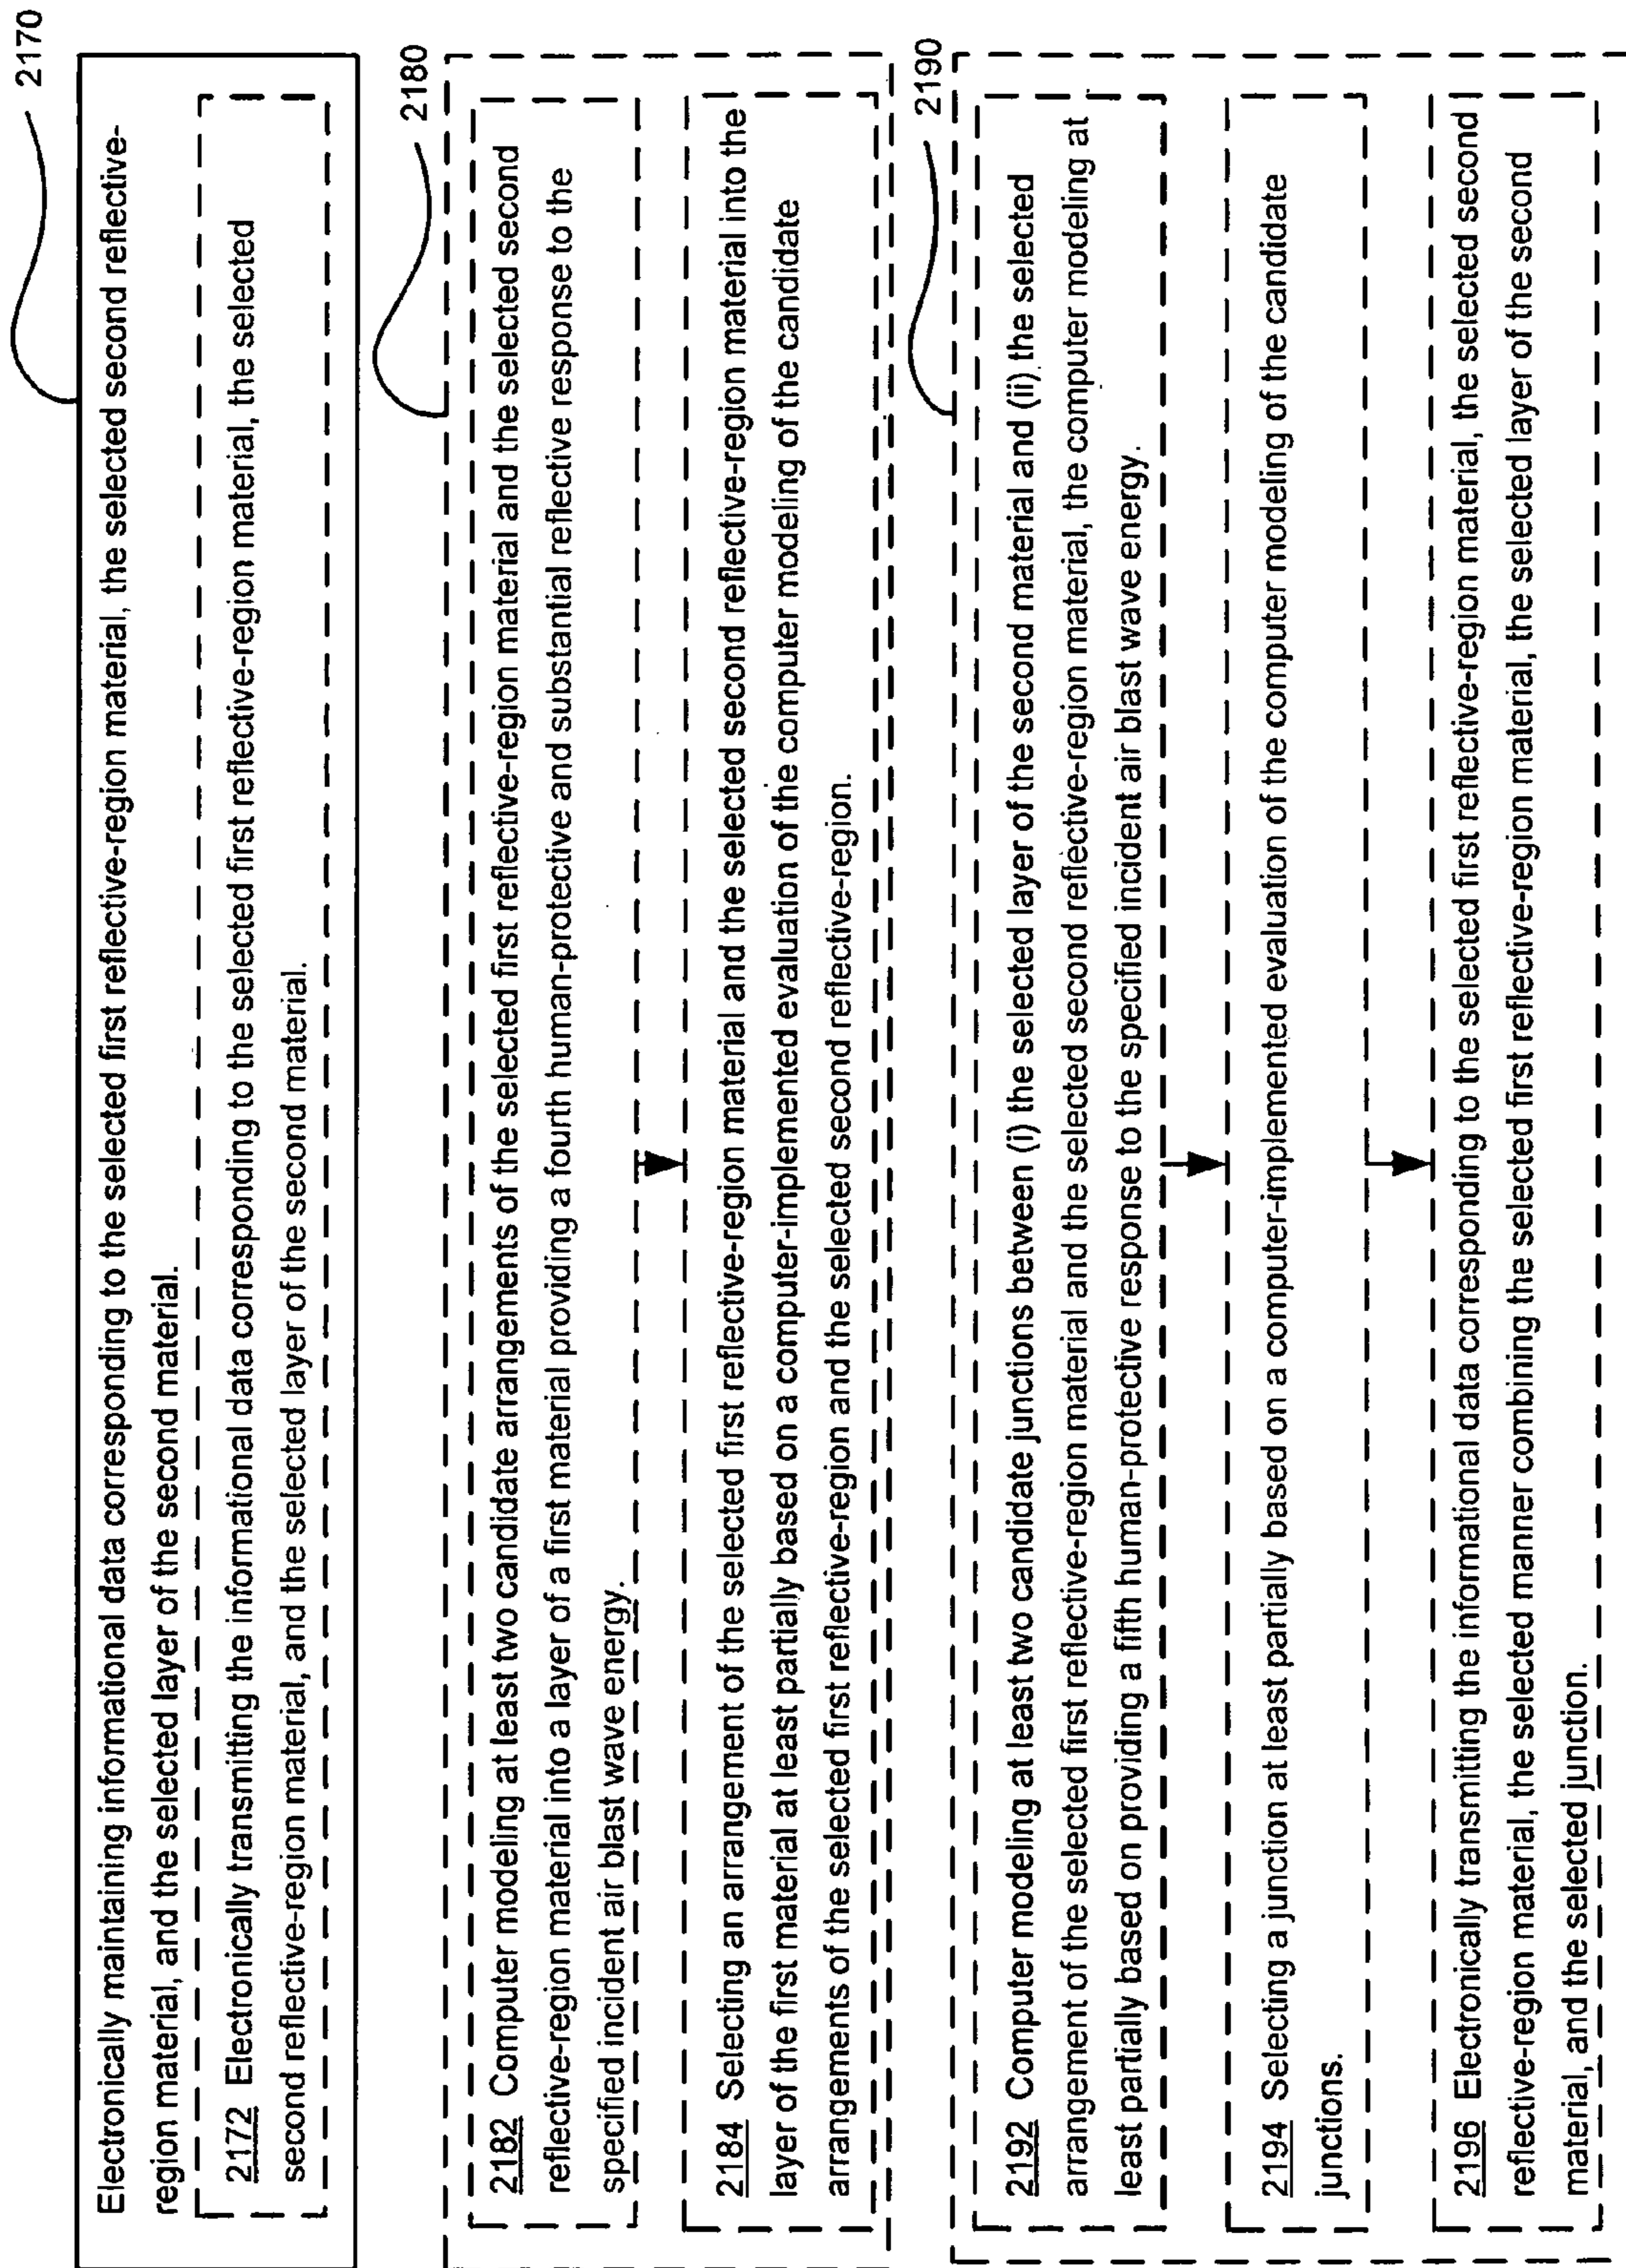 2170
Electronically maintaining informational data corresponding to the selected first reflective-region material, the selected second reflective-
region material, and the selected layer of the second material.
2172 Electronically transmitting the informational data corresponding to the selected first reflective-region material, the selected
second reflective-region material, and the selected layer of the second material.
2180
2182 Computer modeling at least two candidate arrangements of the selected first reflective-region material and the selected second
reflective-region material into a layer of a first material providing a fourth human-protective and substantial reflective response to the
specified incident air blast wave energy.
2184 Selecting an arrangement of the selected first reflective-region material and the selected second reflective-region material into the
layer of the first material at least partially based on a computer-implemented evaluation of the computer modeling of the candidate
arrangements of the selected first reflective-region and the selected second reflective-region.
2190
2192 Computer modeling at least two candidate junctions between (i) the selected layer of the second material and (ii) the selected
arrangement of the selected first reflective-region material and the selected second reflective-region material, the computer modeling at
least partially based on providing a fifth human-protective response to the specified incident air blast wave energy.
2194 Selecting a junction at least partially based on a computer-implemented evaluation of the computer modeling of the candidate
junctions.
2196 Electronically transmitting the informational data corresponding to the selected first reflective-region material, the selected second
reflective-region material, the selected manner combining the selected first reflective-region material, the selected layer of the second
material, and the selected junction.